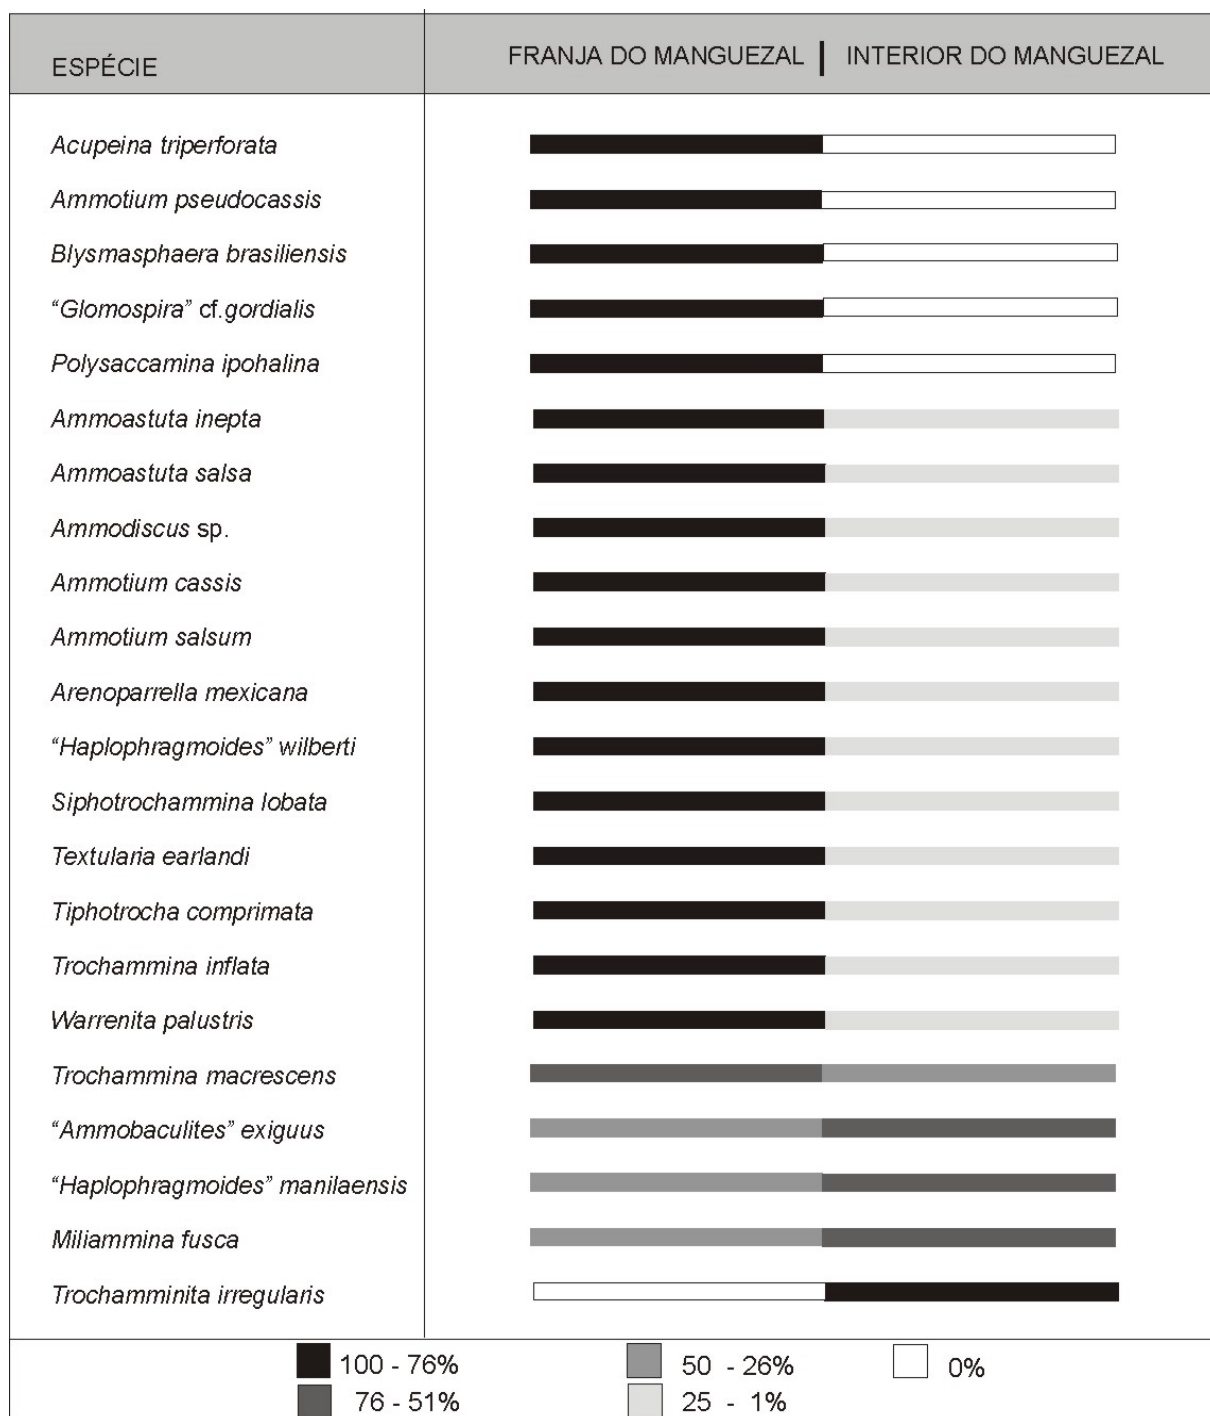 ESPÉCIE FRANJA DO MANGUEZAL | INTERIOR DO MANGUEZAL
Acupeina triperforata
Ammotium pseudocassis
Blysmasphaera brasiliensis
“Glomospira” cf.gordialis
Polysaccamina ipohalina
Ammoastuta inepta
Ammoastuta salsa
Ammodiscus sp.
Ammotium cassis
Ammotium salsum
Arenoparrella mexicana
“Haplophragmoides” wilberti
Siphotrochammina lobata
Textularia earlandi
Tiphotrocha comprimata
Trochammina inflata
Warrenita palustris
Trochammina macrescens
“Ammobaculites” exiguus
“Haplophragmoides” manilaensis
Miliammina fusca
Trochamminita irregularis
100 - 76% 50 - 26% 0%
76 - 51% 25 - 1%